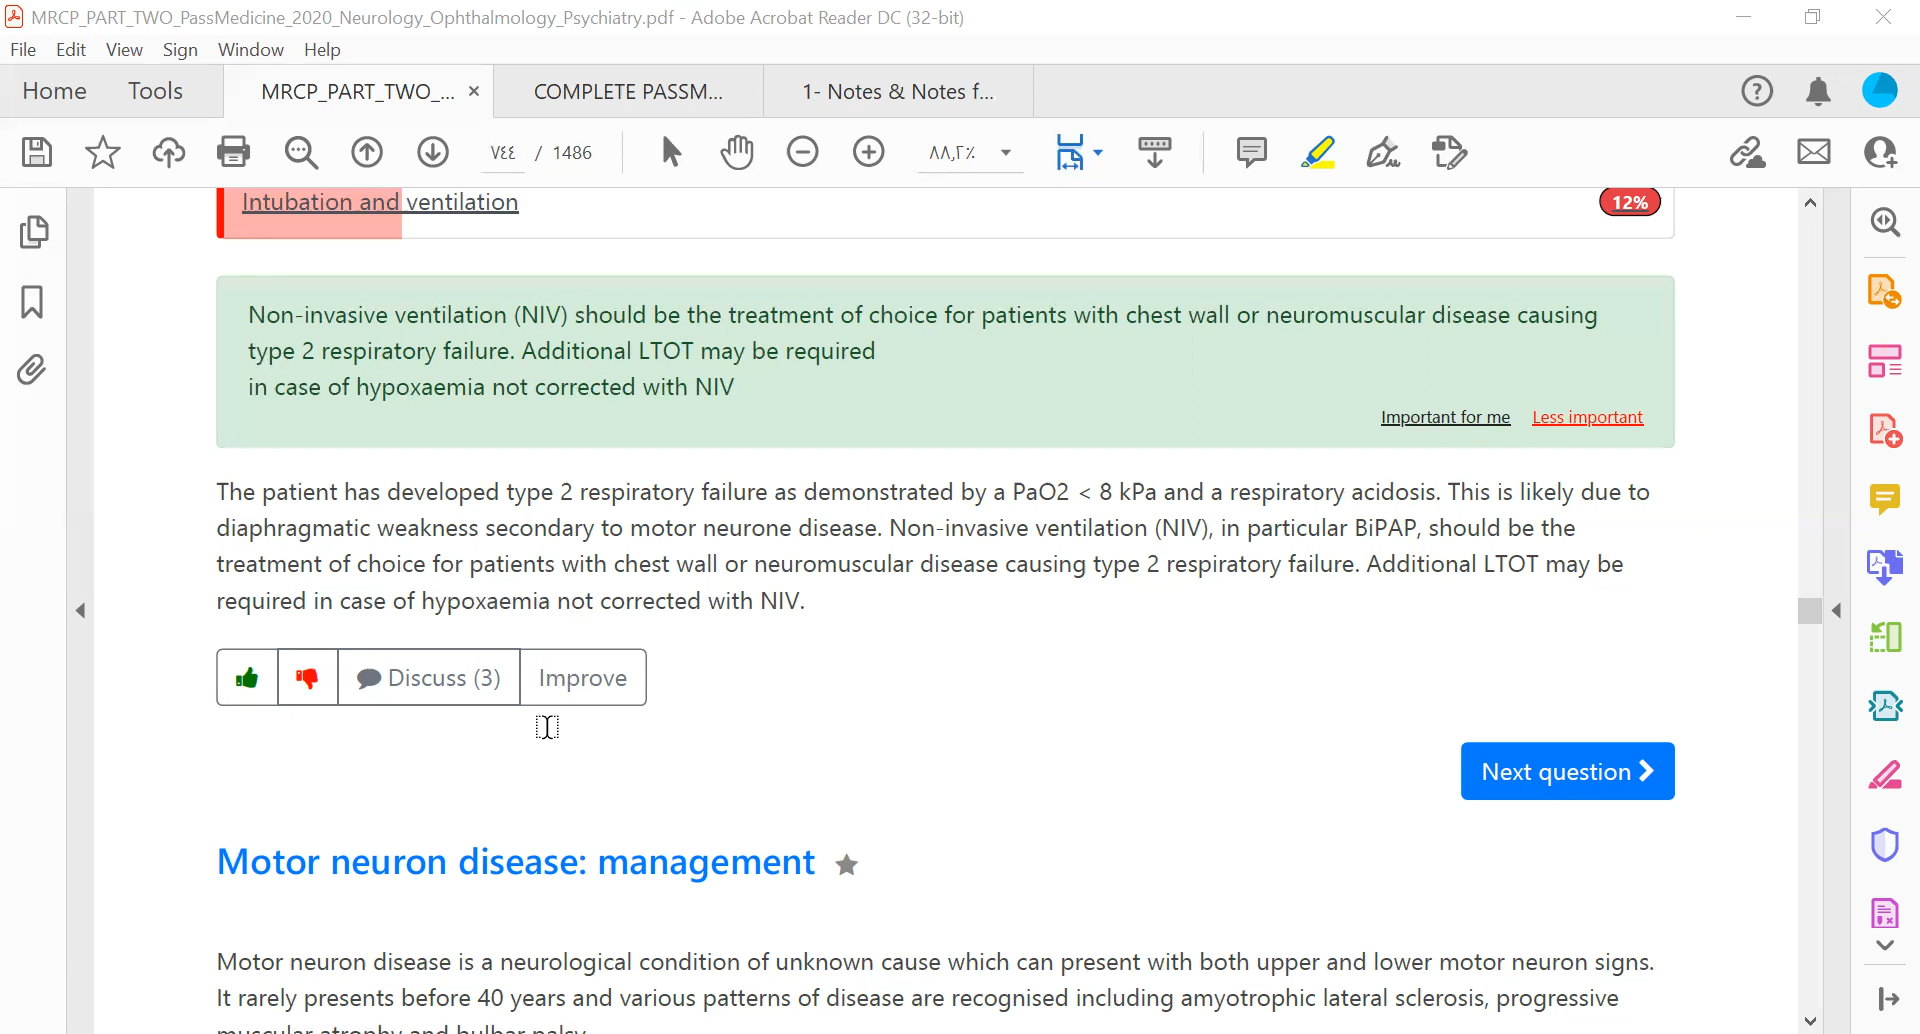 MRCP_PART_TWO_PassMedicine_2020_Neurology_Ophthalmology_Psychiatry.pdf - Adobe Acrobat Reader DC (32-bit)
File Edit View Sign Window Help
Home Tools MRCP_PART_TWO_... × COMPLETE PASSM... 1- Notes & Notes f...
٧٤٤ / 1486 ٨٨,٢٪
Intubation and ventilation 12%
Non-invasive ventilation (NIV) should be the treatment of choice for patients with chest wall or neuromuscular disease causing
type 2 respiratory failure. Additional LTOT may be required
in case of hypoxaemia not corrected with NIV
Important for me Less important
The patient has developed type 2 respiratory failure as demonstrated by a PaO2 < 8 kPa and a respiratory acidosis. This is likely due to
diaphragmatic weakness secondary to motor neurone disease. Non-invasive ventilation (NIV), in particular BiPAP, should be the
treatment of choice for patients with chest wall or neuromuscular disease causing type 2 respiratory failure. Additional LTOT may be
required in case of hypoxaemia not corrected with NIV.
Discuss (3) Improve
Next question
Motor neuron disease: management
Motor neuron disease is a neurological condition of unknown cause which can present with both upper and lower motor neuron signs.
It rarely presents before 40 years and various patterns of disease are recognised including amyotrophic lateral sclerosis, progressive
muscular atrophy and bulbar palsy